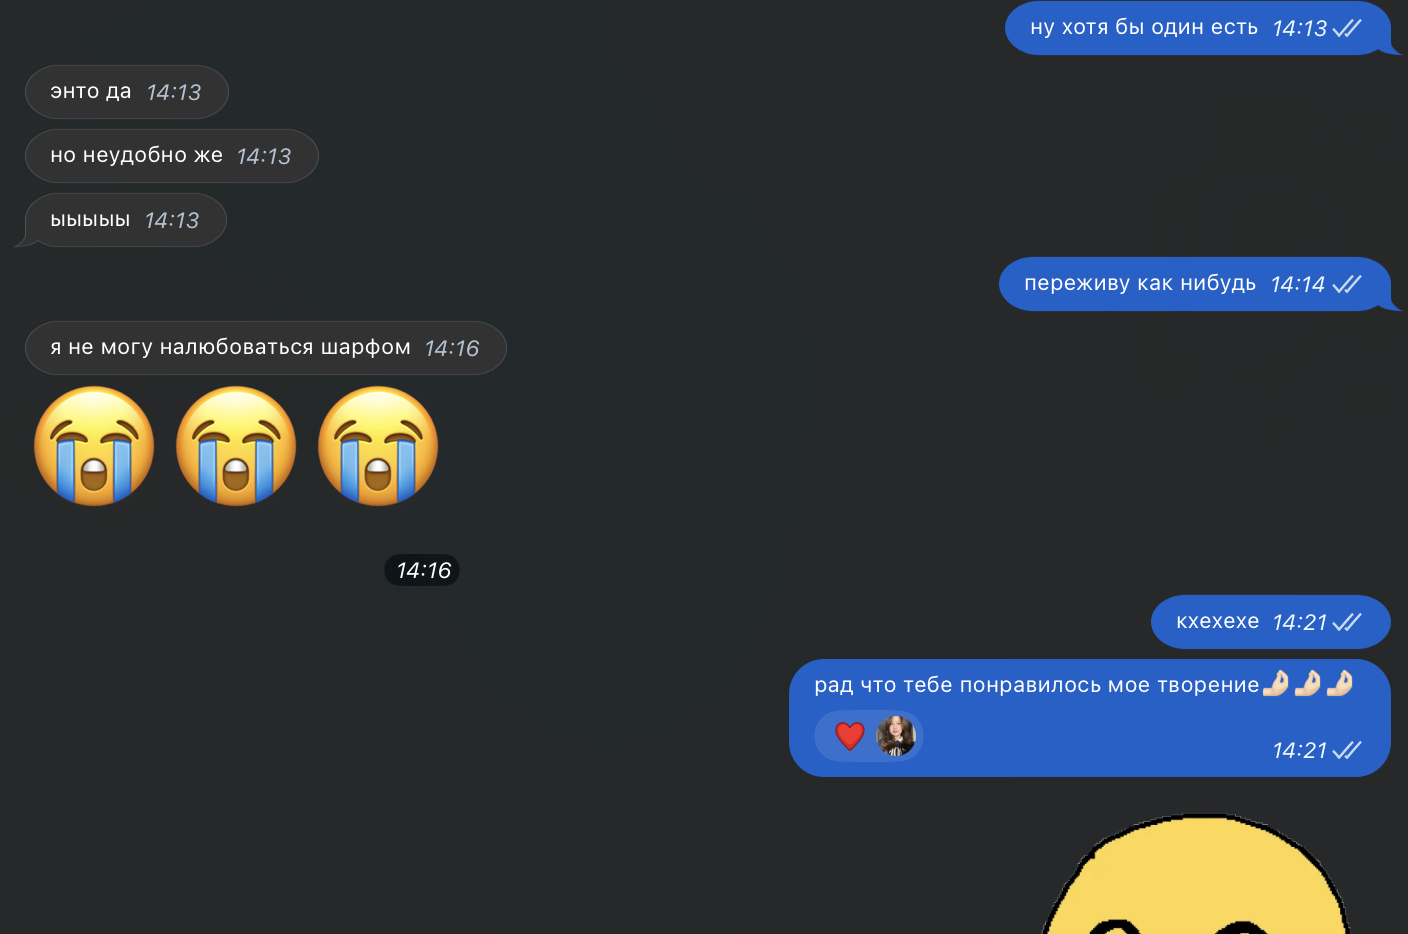 ну хотя бы один есть 14:13
энто да 14:13
но неудобно же 14:13
ыыыыы 14:13
переживу как нибудь 14:14
я не могу налюбоваться шарфом 14:16
😭😭😭
14:16
кхехехе 14:21
рад что тебе понравилось мое творение🤌🏻🤌🏻🤌🏻
❤️
14:21